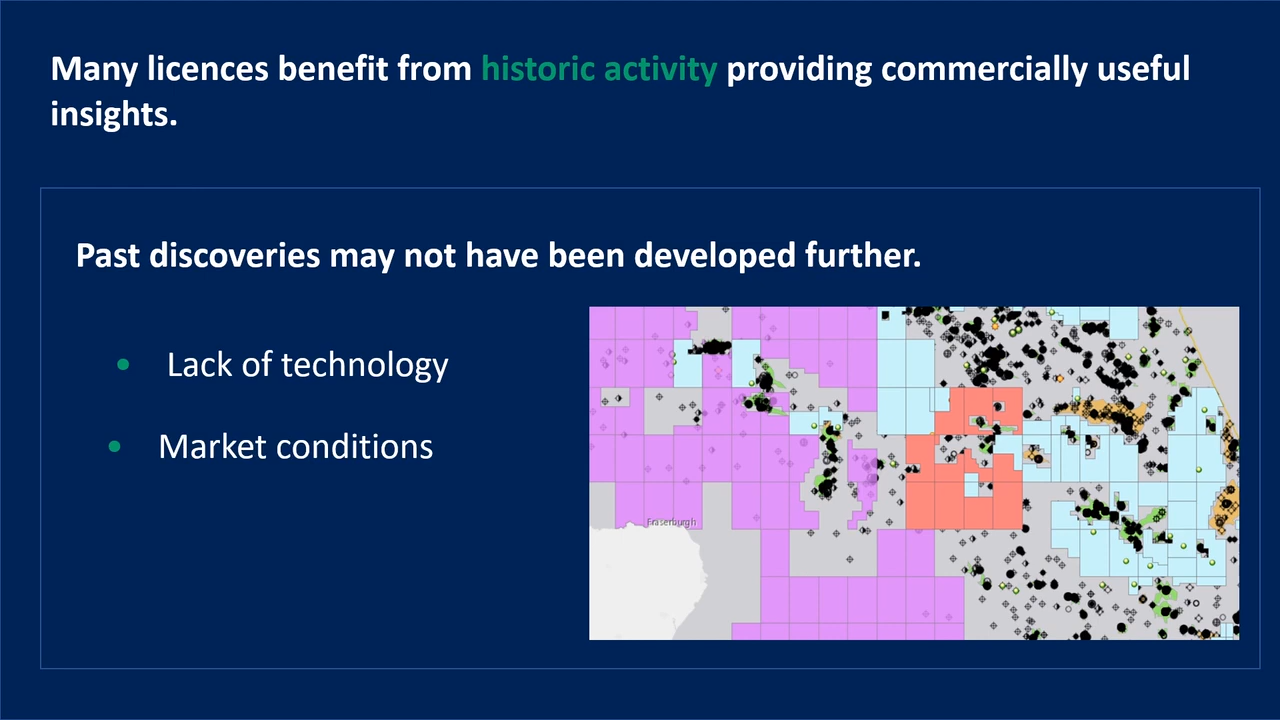 Many licences benefit from historic activity providing commercially useful
insights.
Past discoveries may not have been developed further.
• Lack of technology
• Market conditions
Fraserburgh